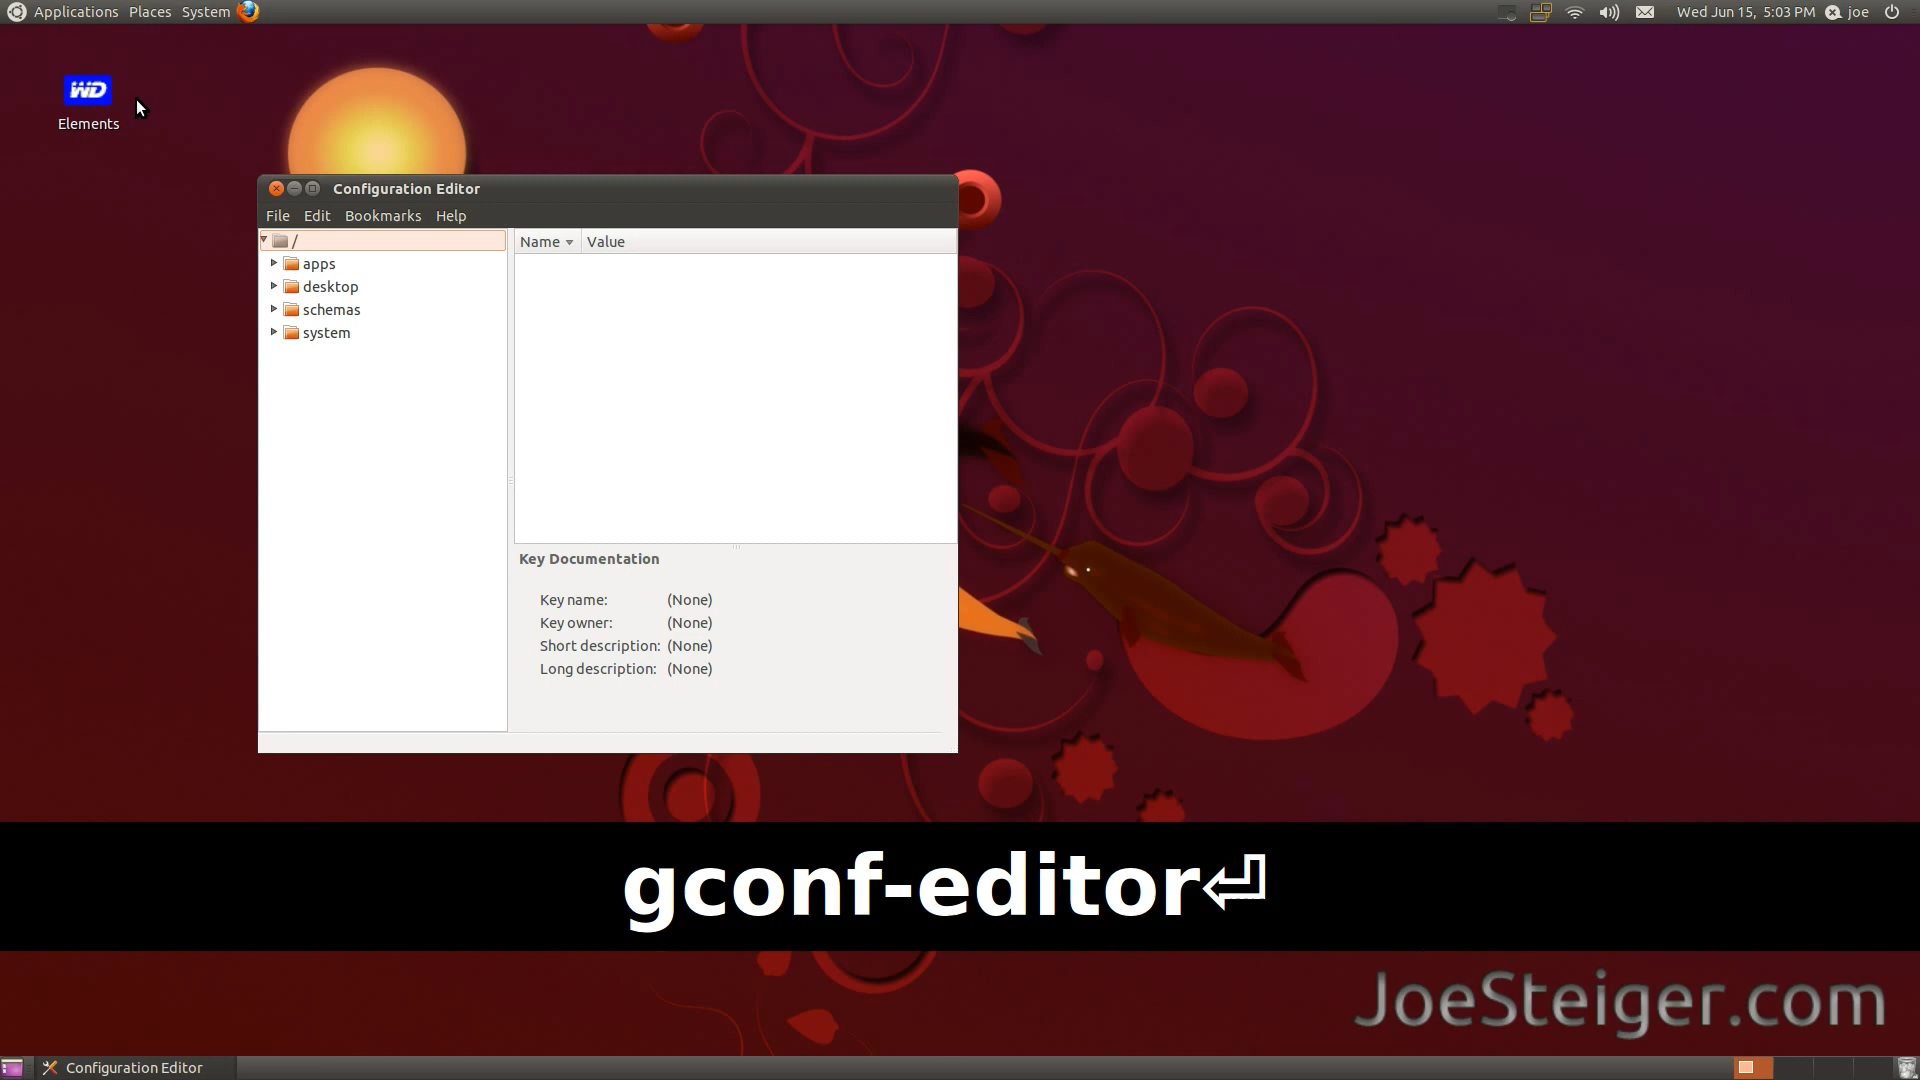 Applications Places System
Wed Jun 15, 5:03 PM joe
WD
Elements
Configuration Editor
File Edit Bookmarks Help
/
Name Value
apps
desktop
schemas
system
Key Documentation
Key name: (None)
Key owner: (None)
Short description: (None)
Long description: (None)
gconf-editor⏎
JoeSteiger.com
Configuration Editor